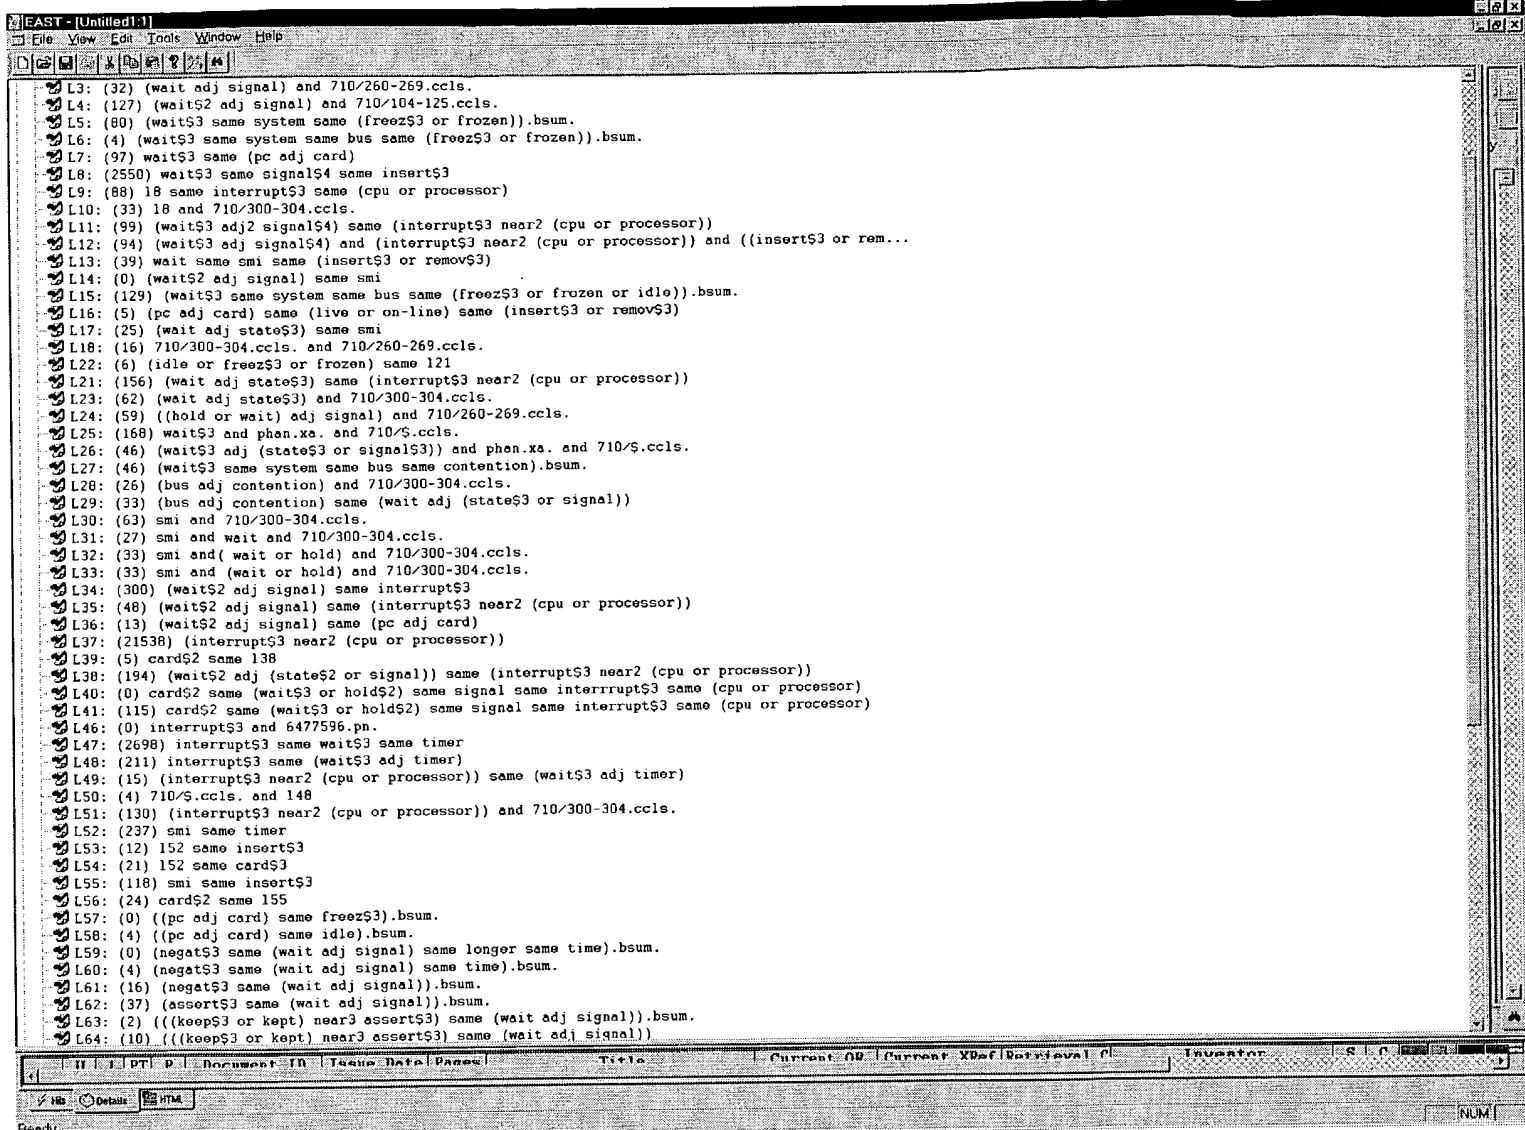 EAST - [Untitled1:1]
File View Edit Tools Window Help
L3: (32) (wait adj signal) and 710/260-269.ccls.
L4: (127) (wait$2 adj signal) and 710/104-125.ccls.
L5: (80) (wait$3 same system same (freez$3 or frozen)).bsum.
L6: (4) (wait$3 same system same bus same (freez$3 or frozen)).bsum.
L7: (97) wait$3 same (pc adj card)
L8: (2550) wait$3 same signal$4 same insert$3
L9: (88) l8 same interrupt$3 same (cpu or processor)
L10: (33) l8 and 710/300-304.ccls.
L11: (99) (wait$3 adj2 signal$4) same (interrupt$3 near2 (cpu or processor))
L12: (94) (wait$3 adj signal$4) and (interrupt$3 near2 (cpu or processor)) and ((insert$3 or rem...
L13: (39) wait same smi same (insert$3 or remov$3)
L14: (0) (wait$2 adj signal) same smi
L15: (129) (wait$3 same system same bus same (freez$3 or frozen or idle)).bsum.
L16: (5) (pc adj card) same (live or on-line) same (insert$3 or remov$3)
L17: (25) (wait adj state$3) same smi
L18: (16) 710/300-304.ccls. and 710/260-269.ccls.
L22: (6) (idle or freez$3 or frozen) same l21
L21: (156) (wait adj state$3) same (interrupt$3 near2 (cpu or processor))
L23: (62) (wait adj state$3) and 710/300-304.ccls.
L24: (59) ((hold or wait) adj signal) and 710/260-269.ccls.
L25: (168) wait$3 and phan.xa. and 710/$.ccls.
L26: (46) (wait$3 adj (state$3 or signal$3)) and phan.xa. and 710/$.ccls.
L27: (46) (wait$3 same system same bus same contention).bsum.
L28: (26) (bus adj contention) and 710/300-304.ccls.
L29: (33) (bus adj contention) same (wait adj (state$3 or signal))
L30: (63) smi and 710/300-304.ccls.
L31: (27) smi and wait and 710/300-304.ccls.
L32: (33) smi and( wait or hold) and 710/300-304.ccls.
L33: (33) smi and (wait or hold) and 710/300-304.ccls.
L34: (300) (wait$2 adj signal) same interrupt$3
L35: (48) (wait$2 adj signal) same (interrupt$3 near2 (cpu or processor))
L36: (13) (wait$2 adj signal) same (pc adj card)
L37: (21538) (interrupt$3 near2 (cpu or processor))
L39: (5) card$2 same l38
L38: (194) (wait$2 adj (state$2 or signal)) same (interrupt$3 near2 (cpu or processor))
L40: (0) card$2 same (wait$3 or hold$2) same signal same interrrupt$3 same (cpu or processor)
L41: (115) card$2 same (wait$3 or hold$2) same signal same interrupt$3 same (cpu or processor)
L46: (0) interrupt$3 and 6477596.pn.
L47: (2698) interrupt$3 same wait$3 same timer
L48: (211) interrupt$3 same (wait$3 adj timer)
L49: (15) (interrupt$3 near2 (cpu or processor)) same (wait$3 adj timer)
L50: (4) 710/$.ccls. and l48
L51: (130) (interrupt$3 near2 (cpu or processor)) and 710/300-304.ccls.
L52: (237) smi same timer
L53: (12) l52 same insert$3
L54: (21) l52 same card$3
L55: (118) smi same insert$3
L56: (24) card$2 same l55
L57: (0) ((pc adj card) same freez$3).bsum.
L58: (4) ((pc adj card) same idle).bsum.
L59: (0) (negat$3 same (wait adj signal) same longer same time).bsum.
L60: (4) (negat$3 same (wait adj signal) same time).bsum.
L61: (16) (negat$3 same (wait adj signal)).bsum.
L62: (37) (assert$3 same (wait adj signal)).bsum.
L63: (2) (((keep$3 or kept) near3 assert$3) same (wait adj signal)).bsum.
L64: (10) (((keep$3 or kept) near3 assert$3) same (wait adj signal))
U 1 PT P Document ID Issue Date Pages Title Current OR Current XRef Retrieval C Inventor S C
Hits Details HTML
Ready NUM